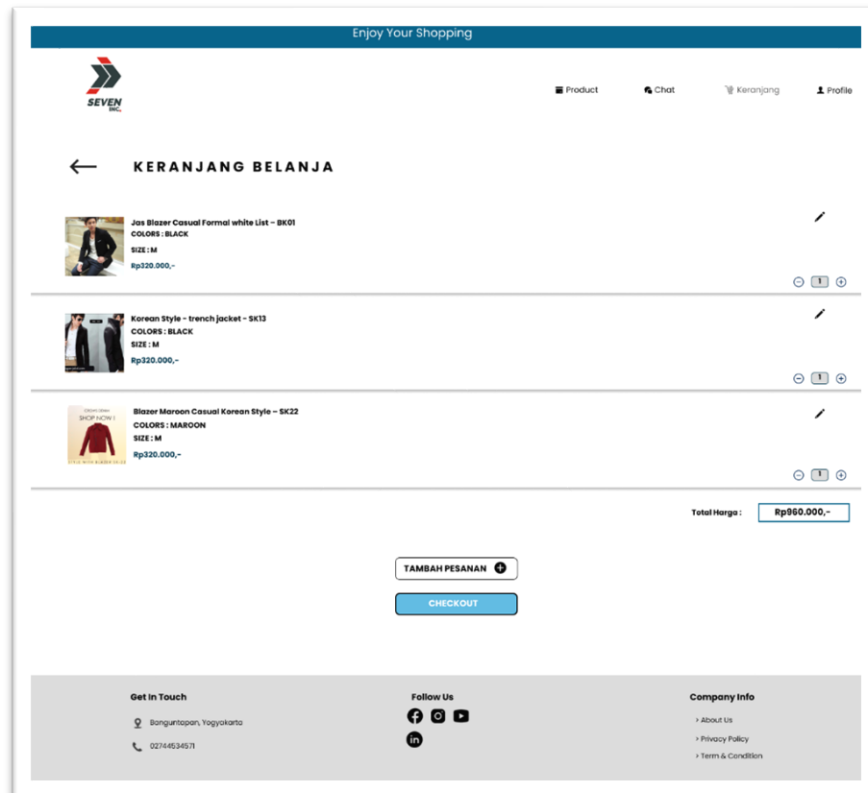 Enjoy Your Shopping
SEVEN
INC.
Product
Chat
Keranjang
Profile
KERANJANG BELANJA
Jas Blazer Casual Formal white List – BK01
COLORS : BLACK
SIZE : M
Rp320.000,-
1
Korean Style - trench jacket - SK13
COLORS : BLACK
SIZE : M
Rp320.000,-
1
SHOP NOW !
Blazer Maroon Casual Korean Style – SK22
COLORS : MAROON
SIZE : M
Rp320.000,-
1
Total Harga :
Rp960.000,-
TAMBAH PESANAN
CHECKOUT
Get In Touch
Follow Us
Company Info
Banguntapan, Yogyakarta
02744534571
> About Us
> Privacy Policy
> Term & Condition